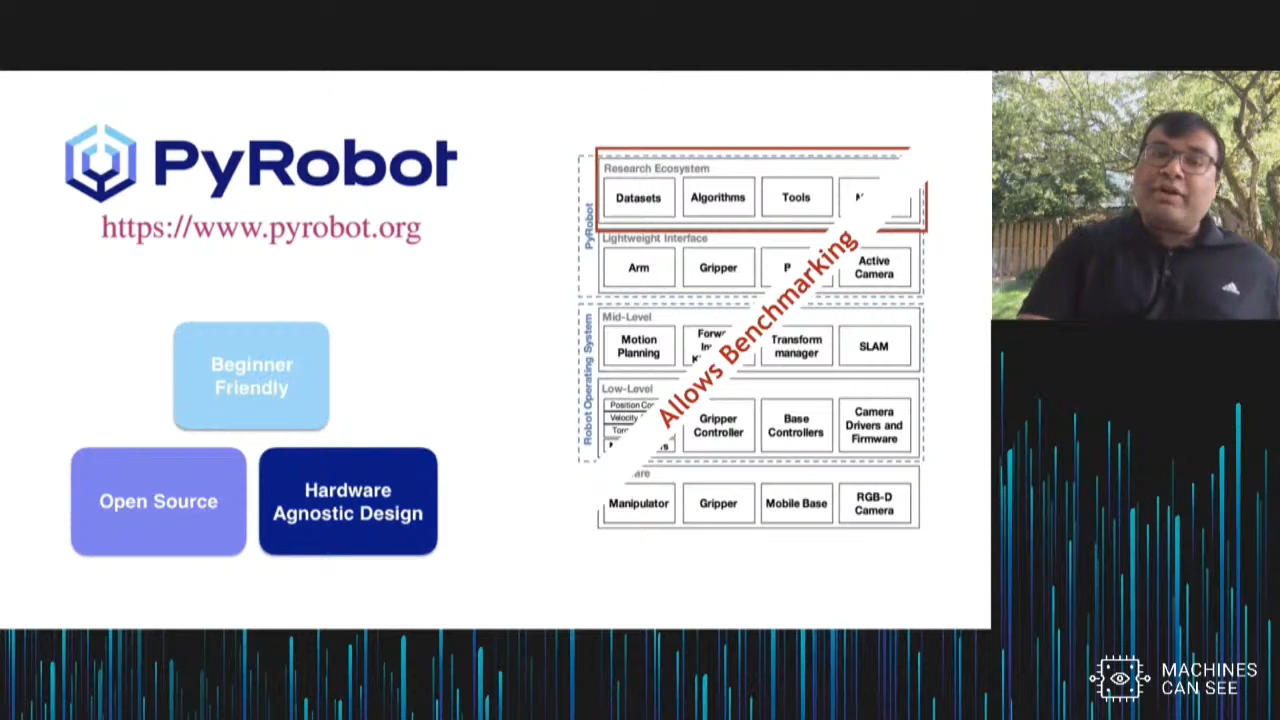 PyRobot
https://www.pyrobot.org
Beginner
Friendly
Open Source
Hardware
Agnostic Design
PyRobot
Research Ecosystem
Datasets
Algorithms
Tools
Lightweight Interface
Arm
Gripper
Active
Camera
Allows Benchmarking
Robot Operating System
Mid-Level
Motion
Planning
Transform
manager
SLAM
Low-Level
Gripper
Controller
Base
Controllers
Camera
Drivers and
Firmware
Manipulator
Gripper
Mobile Base
RGB-D
Camera
MACHINES
CAN SEE